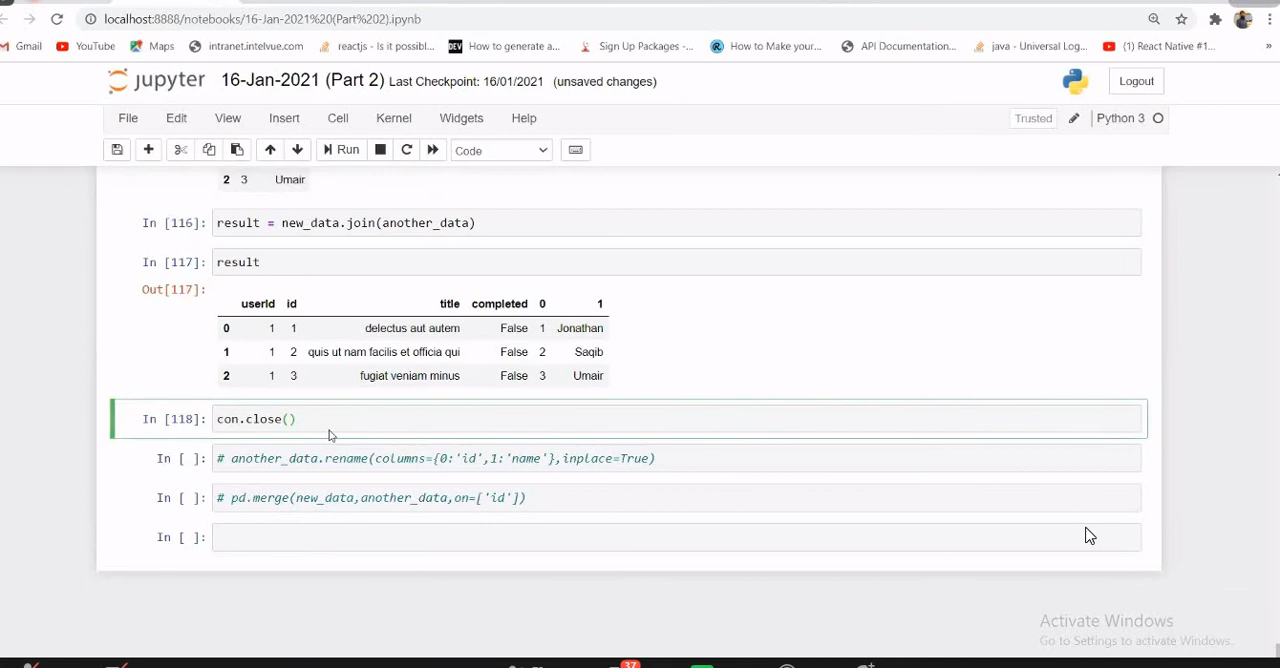 localhost:8888/notebooks/16-Jan-2021%20(Part%202).ipynb
Gmail YouTube Maps intranet.intelvue.com reactjs - Is it possibl... DEV How to generate a... Sign Up Packages -... How to Make your... API Documentation... java - Universal Log... (1) React Native #1... »
jupyter 16-Jan-2021 (Part 2) Last Checkpoint: 16/01/2021 (unsaved changes) Logout
File Edit View Insert Cell Kernel Widgets Help Trusted Python 3
Run Code
2 3 Umair
In [116]: result = new_data.join(another_data)
In [117]: result
Out[117]:
userId id title completed 0 1
0 1 1 delectus aut autem False 1 Jonathan
1 1 2 quis ut nam facilis et officia qui False 2 Saqib
2 1 3 fugiat veniam minus False 3 Umair
In [118]: con.close()
In [ ]: # another_data.rename(columns={0:'id',1:'name'},inplace=True)
In [ ]: # pd.merge(new_data,another_data,on=['id'])
In [ ]:
Activate Windows
Go to Settings to activate Windows.
37